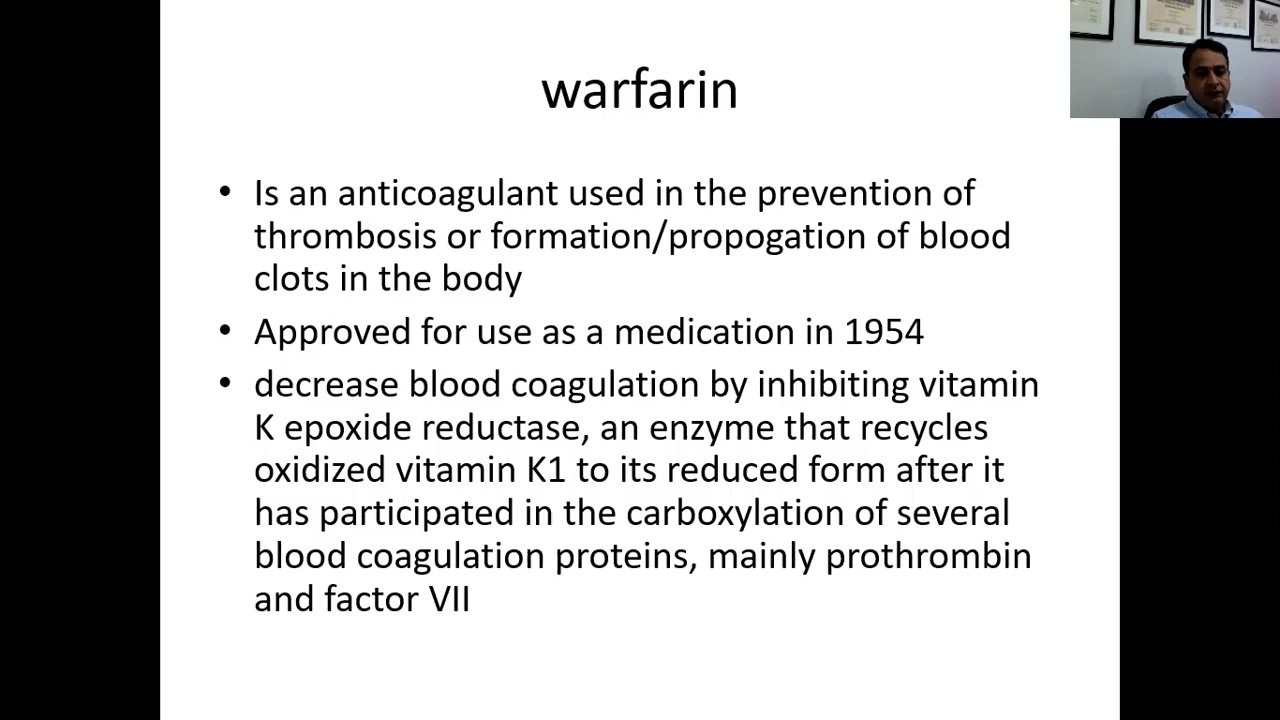 warfarin
• Is an anticoagulant used in the prevention of
thrombosis or formation/propogation of blood
clots in the body
• Approved for use as a medication in 1954
• decrease blood coagulation by inhibiting vitamin
K epoxide reductase, an enzyme that recycles
oxidized vitamin K1 to its reduced form after it
has participated in the carboxylation of several
blood coagulation proteins, mainly prothrombin
and factor VII